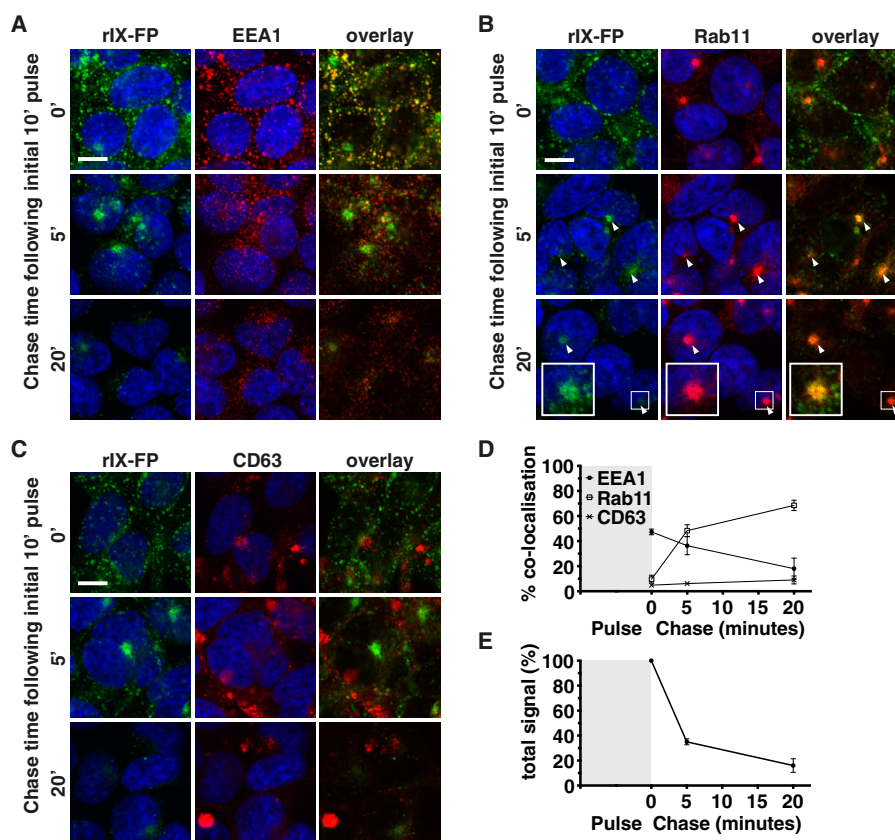 A
rIX-FP EEA1 overlay
Chase time following initial 10' pulse
0'
5'
20'
B
rIX-FP Rab11 overlay
Chase time following initial 10' pulse
0'
5'
20'
C
rIX-FP CD63 overlay
Chase time following initial 10' pulse
0'
5'
20'
D
% co-localisation
100
80
60
40
20
0
EEA1
Rab11
CD63
0 5 10 15 20
Pulse Chase (minutes)
E
total signal (%)
100
80
60
40
20
0
0 5 10 15 20
Pulse Chase (minutes)